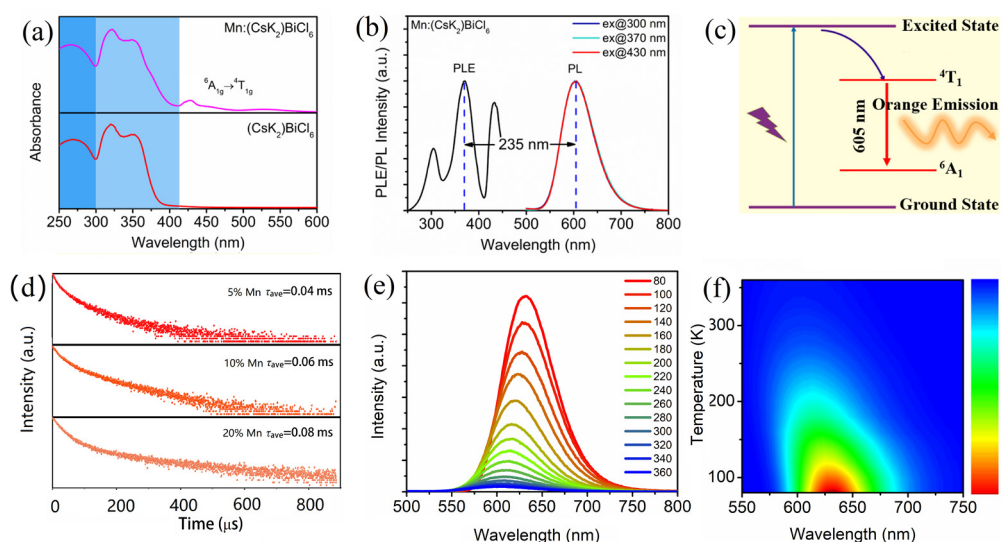 (a)
Mn:(CsK₂)BiCl₆
⁶A₁g→⁴T₁g
(CsK₂)BiCl₆
Absorbance
250 300 350 400 450 500 550 600
Wavelength (nm)
(b)
Mn:(CsK₂)BiCl₆
ex@300 nm
ex@370 nm
ex@430 nm
PLE
PL
235 nm
PLE/PL Intensity (a.u.)
300 400 500 600 700 800
Wavelength (nm)
(c)
Excited State
⁴T₁
Orange Emission
605 nm
⁶A₁
Ground State
(d)
5% Mn τave=0.04 ms
10% Mn τave=0.06 ms
20% Mn τave=0.08 ms
Intensity (a.u.)
0 200 400 600 800
Time (μs)
(e)
80
100
120
140
160
180
200
220
240
260
280
300
320
340
360
Intensity (a.u.)
500 550 600 650 700 750 800
Wavelength (nm)
(f)
Temperature (K)
300
200
100
550 600 650 700 750
Wavelength (nm)